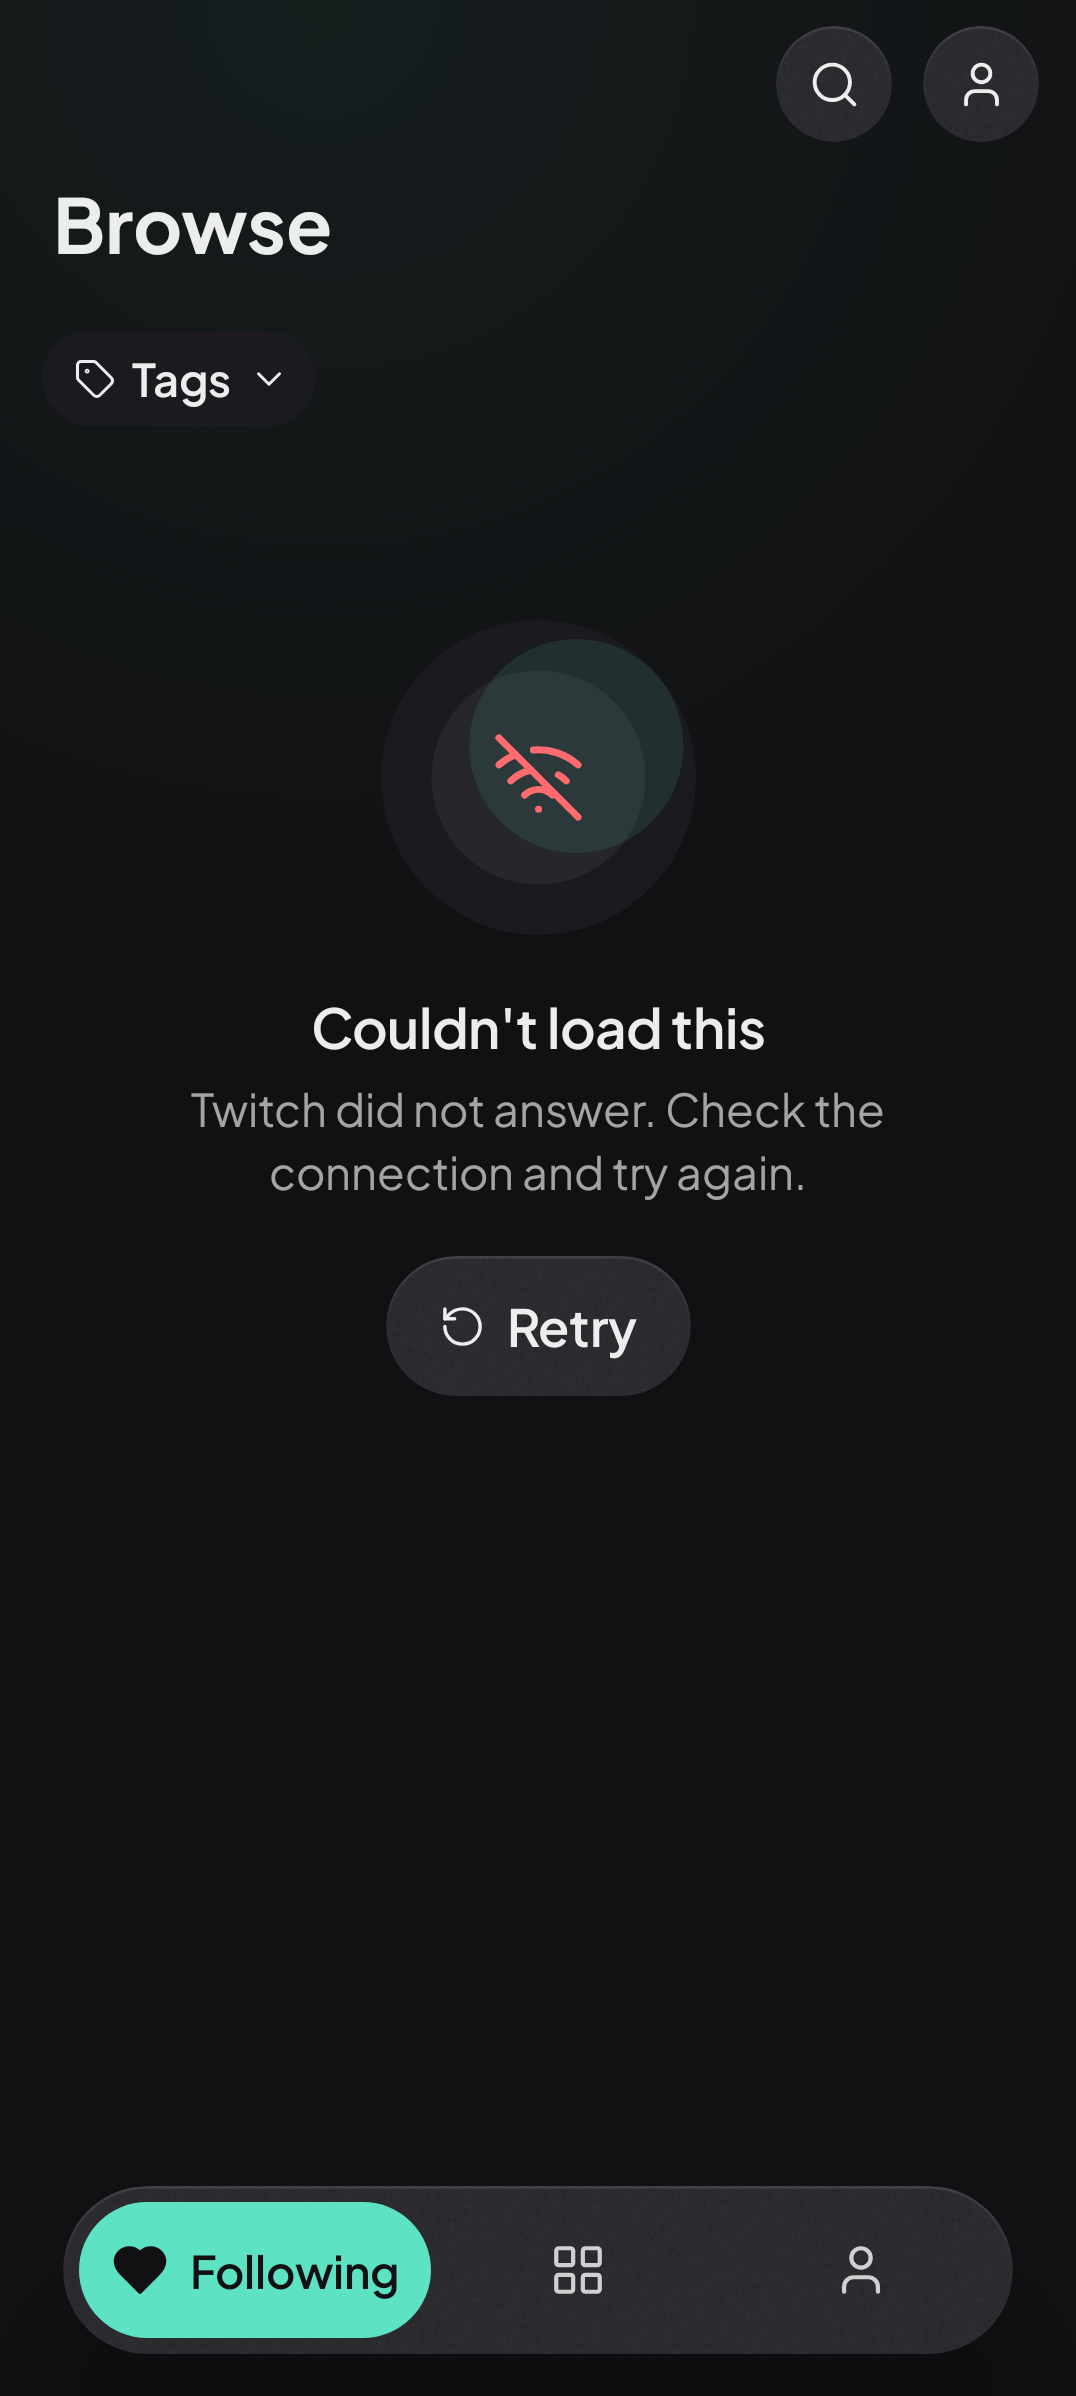 Browse
Tags
Couldn't load this
Twitch did not answer. Check the
connection and try again.
Retry
Following